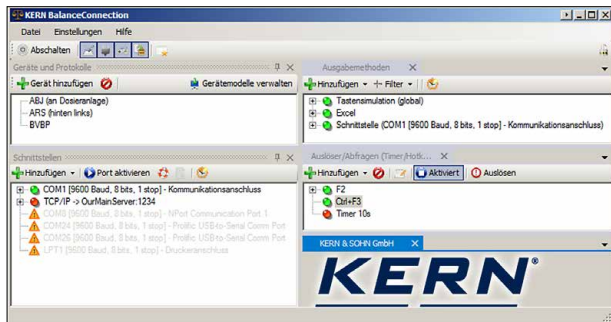 KERN BalanceConnection
Datei Einstellungen Hilfe
Abschalten
Geräte und Protokolle
Gerät hinzufügen Gerätemodelle verwalten
ABJ (an Dosieranlage)
ARS (hinten links)
BVBP
Ausgabemethoden
Hinzufügen Filter
Tastensimulation (global)
Excel
Schnittstelle (COM1 [9600 Baud, 8 bits, 1 stop] - Kommunikationsanschluss)
Schnittstellen
Hinzufügen Port aktivieren
COM1 [9600 Baud, 8 bits, 1 stop] - Kommunikationsanschluss
TCP/IP -> OurMainServer:1234
COM8 [9600 Baud, 8 bits, 1 stop] - NPort Communication Port 1
COM24 [9600 Baud, 8 bits, 1 stop] - Prolific USB-to-Serial Comm Port
COM26 [9600 Baud, 8 bits, 1 stop] - Prolific USB-to-Serial Comm Port
LPT1 [9600 Baud, 8 bits, 1 stop] - Druckeranschluss
Auslöser/Abfragen (Timer/Hotk...
Hinzufügen Aktiviert Auslösen
F2
Ctrl+F3
Timer 10s
KERN & SOHN GmbH
KERN®